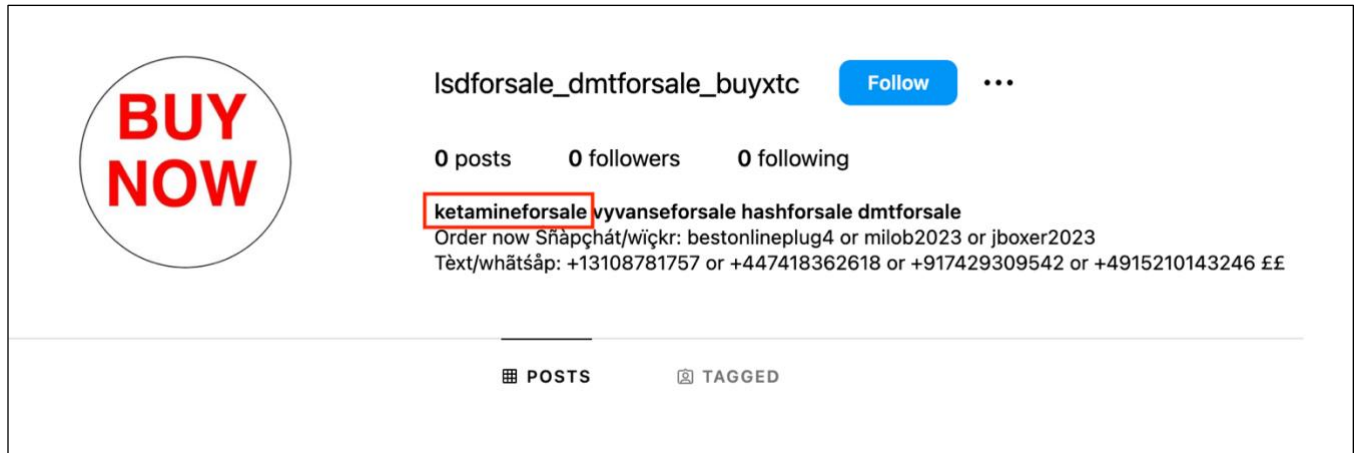 BUY
NOW
lsdforsale_dmtforsale_buyxtc Follow •••
0 posts 0 followers 0 following
ketamineforsale vyvanseforsale hashforsale dmtforsale
Order now Sñàpçhát/wïçkr: bestonlineplug4 or milob2023 or jboxer2023
Tèxt/whãtśåp: +13108781757 or +447418362618 or +917429309542 or +4915210143246 ££
POSTS TAGGED